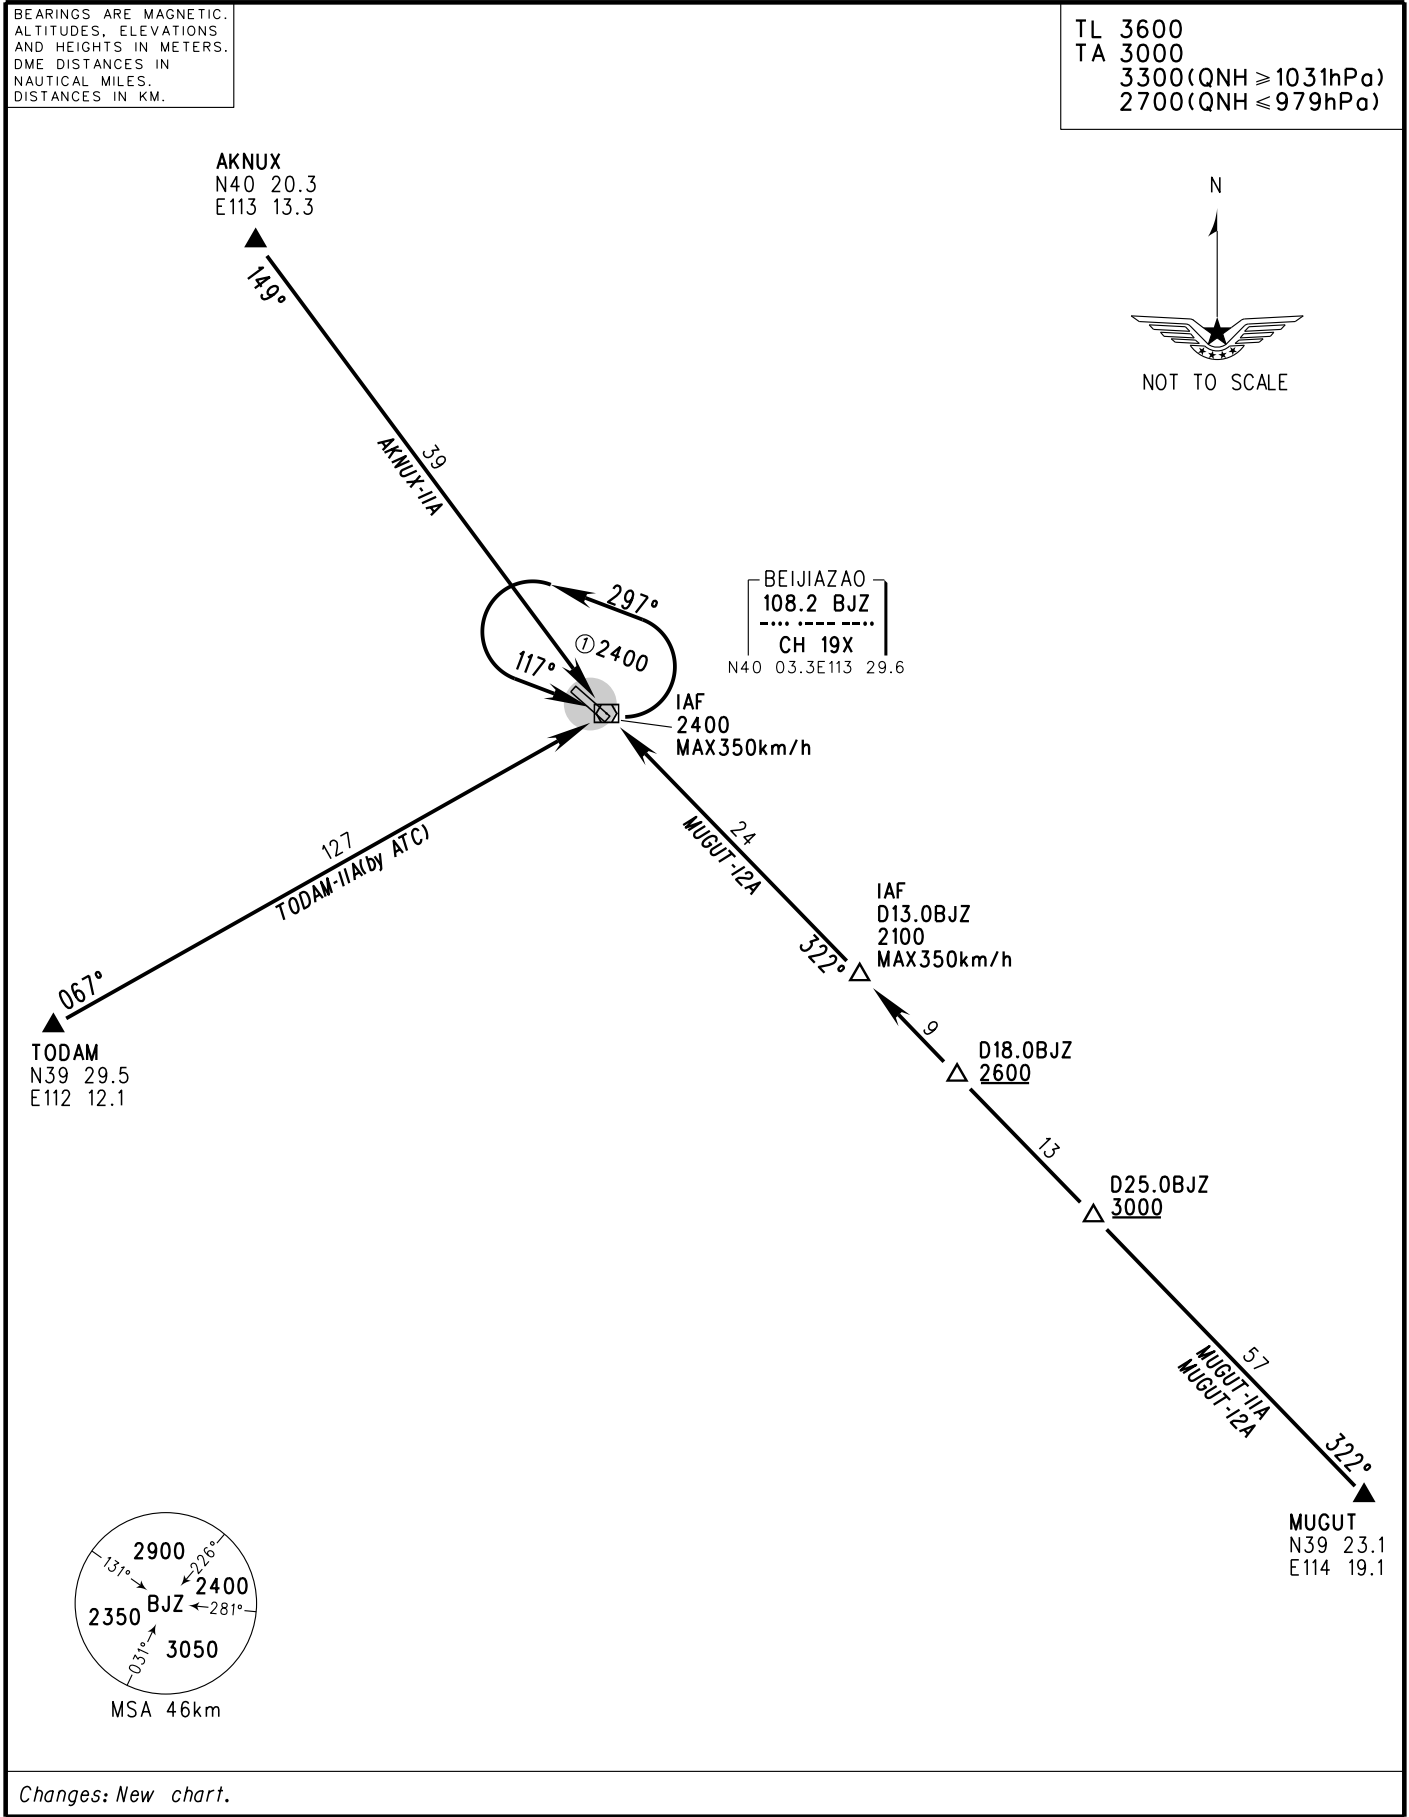 BEARINGS ARE MAGNETIC.
ALTITUDES, ELEVATIONS
AND HEIGHTS IN METERS.
DME DISTANCES IN
NAUTICAL MILES.
DISTANCES IN KM.
TL 3600
TA 3000
3300(QNH ≥ 1031hPa)
2700(QNH ≤ 979hPa)
AKNUX
N40 20.3
E113 13.3
149°
N
NOT TO SCALE
39
AKNUX-11A
297°
①2400
117°
BEIJIAZAO
108.2 BJZ
CH 19X
N40 03.3E113 29.6
IAF
2400
MAX350km/h
127
TODAM-11A(by ATC)
067°
TODAM
N39 29.5
E112 12.1
24
MUGUT-12A
322°
IAF
D13.0BJZ
2100
MAX350km/h
9
D18.0BJZ
2600
13
D25.0BJZ
3000
57
MUGUT-11A
MUGUT-12A
322°
MUGUT
N39 23.1
E114 19.1
2900
131°
226°
2400
BJZ
281°
2350
031°
3050
MSA 46km
Changes: New chart.